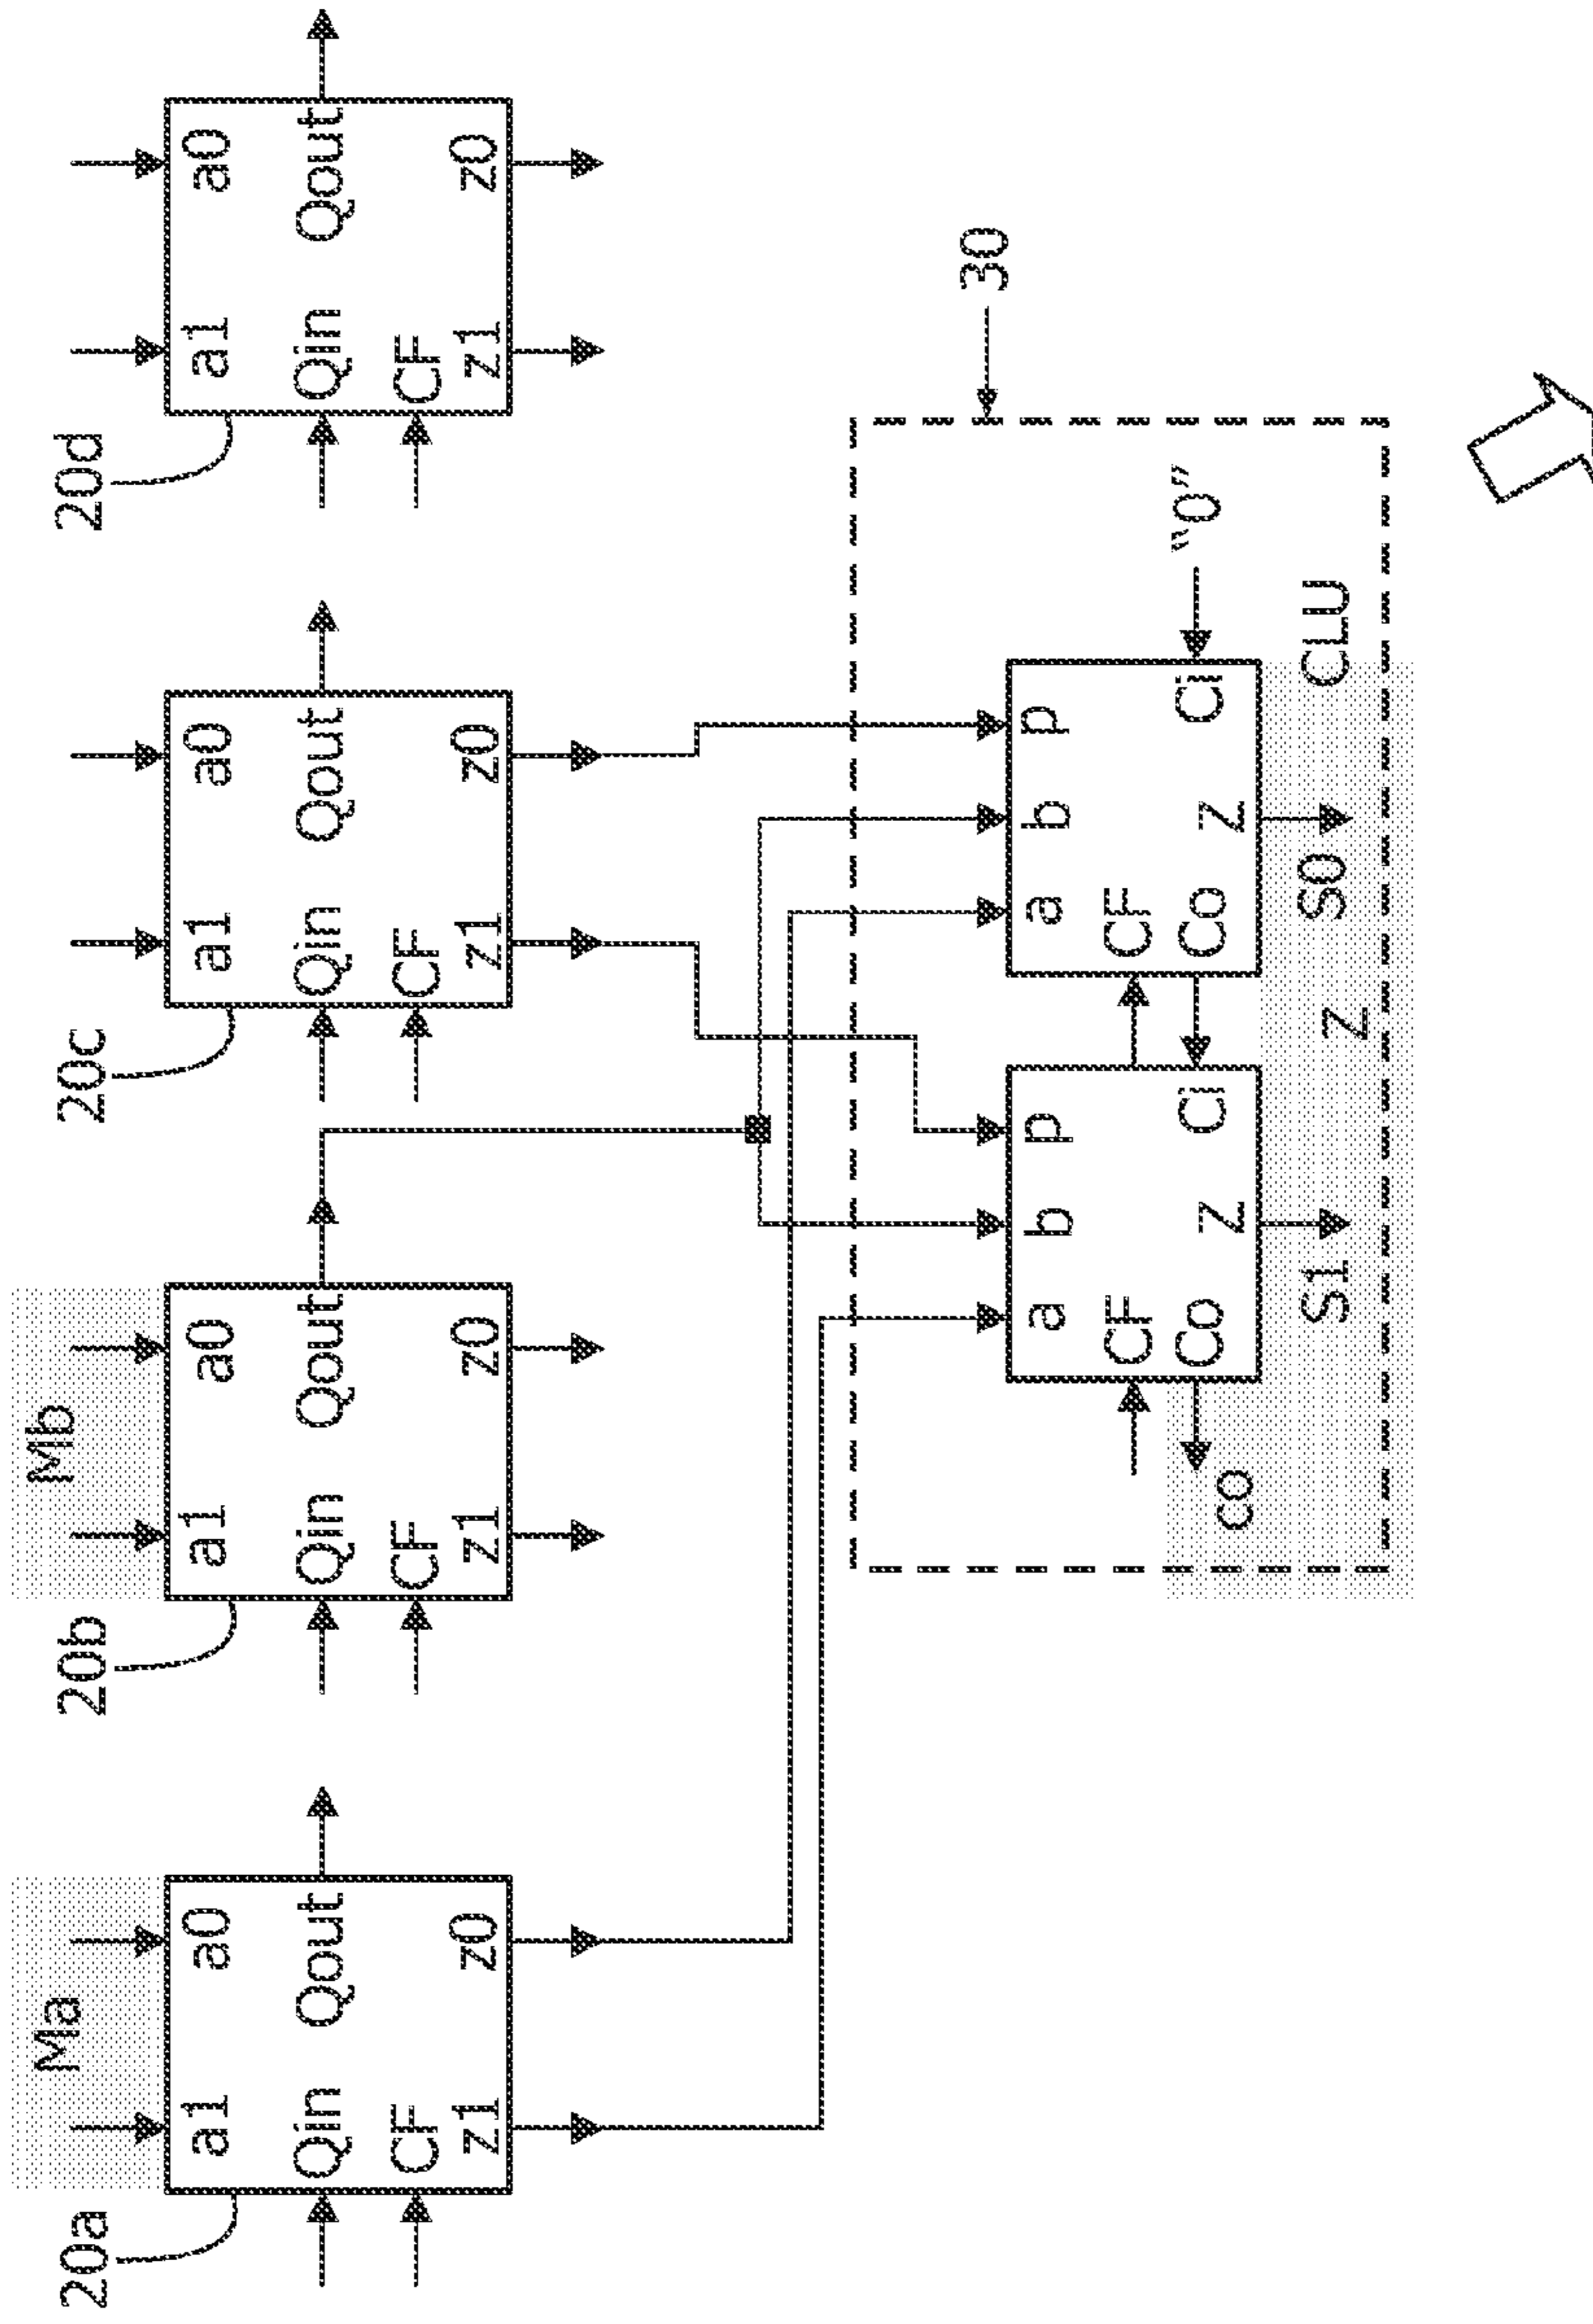 Ma
Mb
20a
20b
20c
20d
a1 a0
a1 a0
a1 a0
a1 a0
Qin Qout
Qin Qout
Qin Qout
Qin Qout
CF
CF
CF
CF
z1 z0
z1 z0
z1 z0
z1 z0
30
a b p
a b p
CF
CF
Co Z Ci
Co Z Ci
"0"
co
S1
Z
S0
CLU